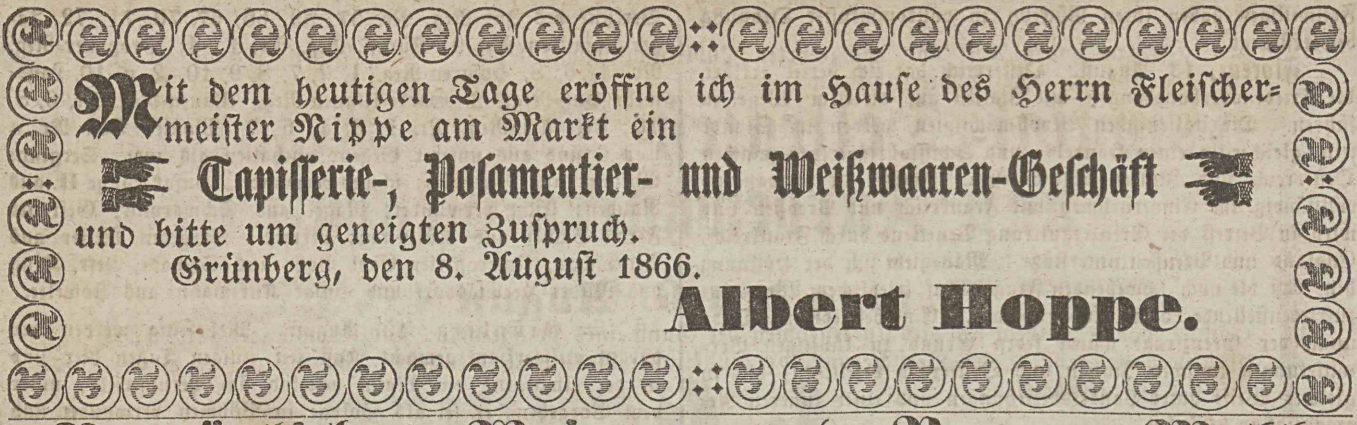 Mit dem heutigen Tage eröffne ich im Hause des Herrn Fleischer-
meister Nippe am Markt ein
Tapisserie-, Posamentier- und Weißwaaren-Geschäft
und bitte um geneigten Zuspruch.
Grünberg, den 8. August 1866.
Albert Hoppe.